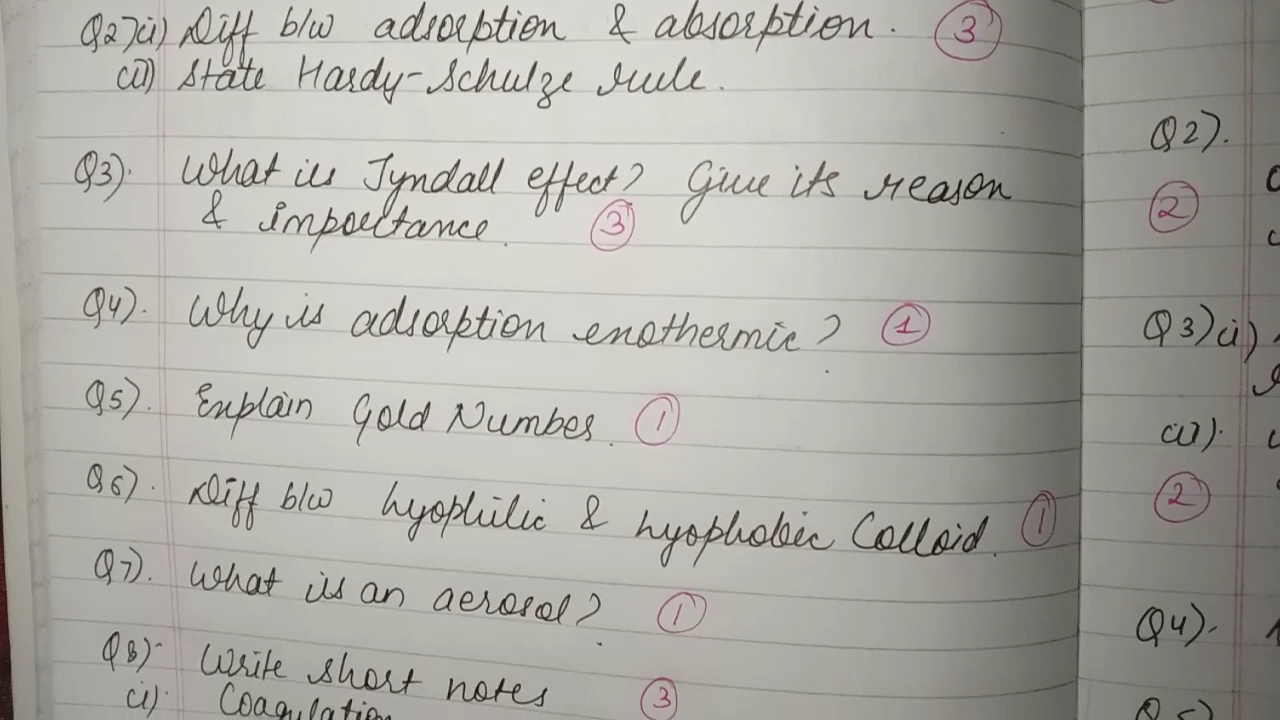 Q2)(i) Diff b/w adsorption & absorption. 3
(ii) State Hardy-Schulze rule.
Q3). What is Tyndall effect? Give its reason
& importance. 3
Q4). Why is adsorption exothermic? 1
Q5). Explain Gold Number. 1
Q6). Diff b/w lyophilic & lyophobic Colloid. 1
Q7). What is an aerosol? 1
Q8). Write short notes 3
(i) Coagulation
Q2).
2
Q3)(i)
(ii).
2
Q4).
Q5)